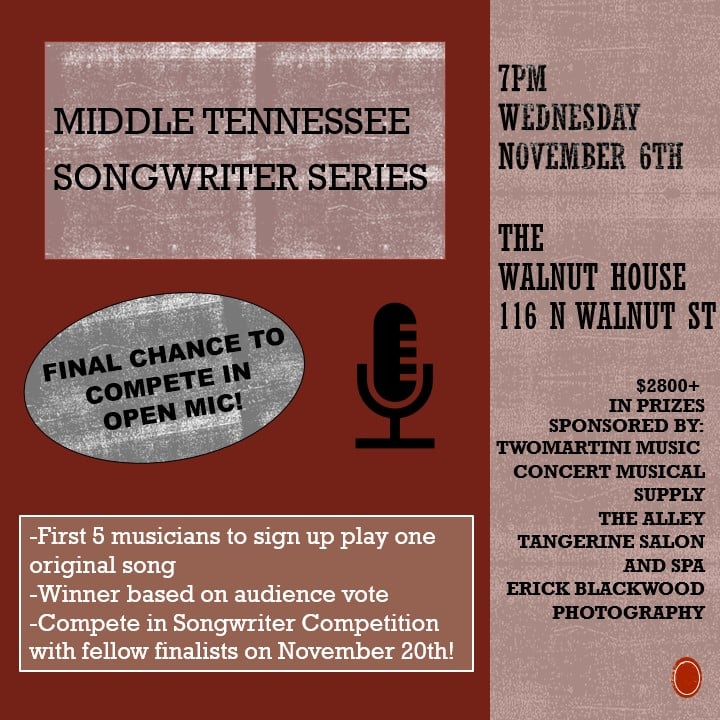 MIDDLE TENNESSEE
SONGWRITER SERIES
FINAL CHANCE TO
COMPETE IN
OPEN MIC!
-First 5 musicians to sign up play one
original song
-Winner based on audience vote
-Compete in Songwriter Competition
with fellow finalists on November 20th!
7PM
WEDNESDAY
NOVEMBER 6TH
THE
WALNUT HOUSE
116 N WALNUT ST
$2800+
IN PRIZES
SPONSORED BY:
TWOMARTINI MUSIC
CONCERT MUSICAL
SUPPLY
THE ALLEY
TANGERINE SALON
AND SPA
ERICK BLACKWOOD
PHOTOGRAPHY